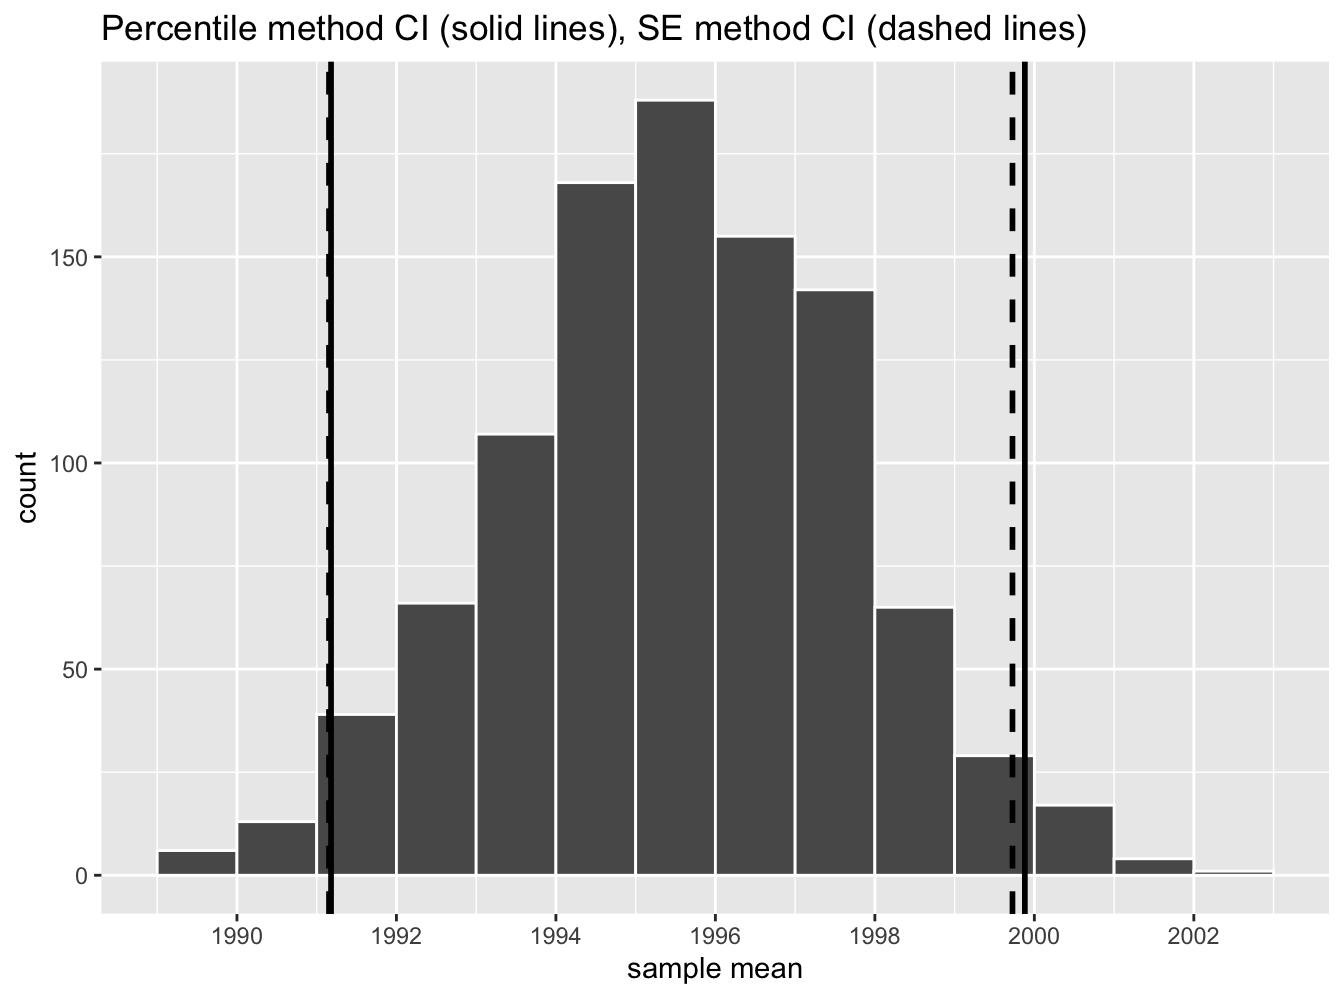 Percentile method CI (solid lines), SE method CI (dashed lines)
count
150
100
50
0
1990 1992 1994 1996 1998 2000 2002
sample mean